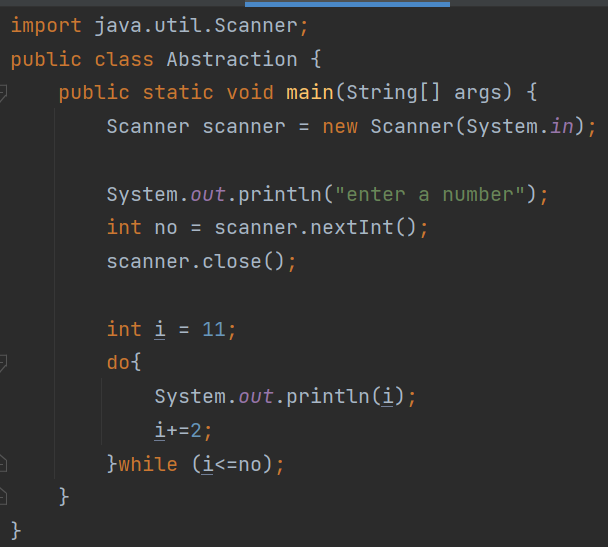 import java.util.Scanner;
public class Abstraction {
    public static void main(String[] args) {
        Scanner scanner = new Scanner(System.in);

        System.out.println("enter a number");
        int no = scanner.nextInt();
        scanner.close();

        int i = 11;
        do{
            System.out.println(i);
            i+=2;
        }while (i<=no);
    }
}